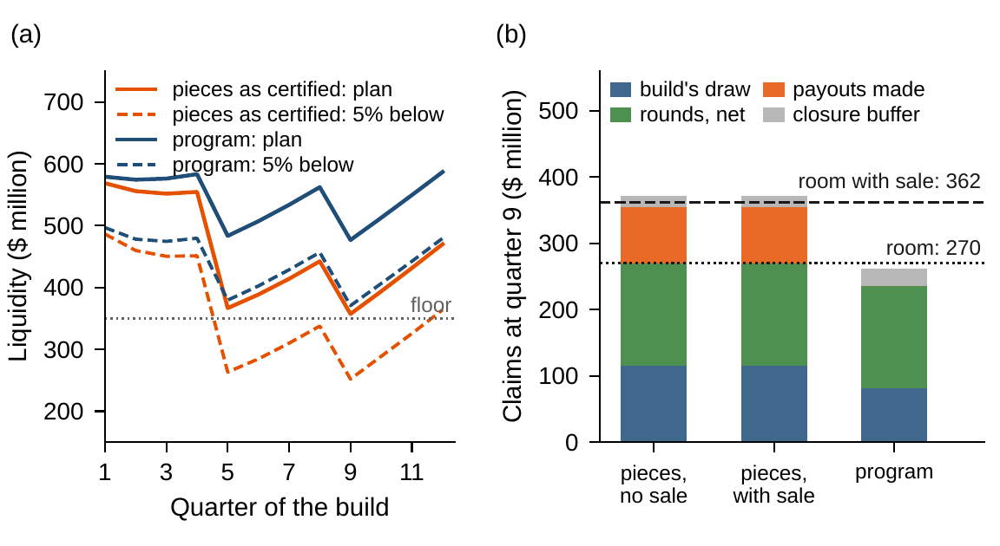 (a)
700
600
500
400
300
200
Liquidity ($ million)
pieces as certified: plan
pieces as certified: 5% below
program: plan
program: 5% below
floor
1 3 5 7 9 11
Quarter of the build
(b)
500
400
300
200
100
0
Claims at quarter 9 ($ million)
build's draw payouts made
rounds, net closure buffer
room with sale: 362
room: 270
pieces, no sale
pieces, with sale
program